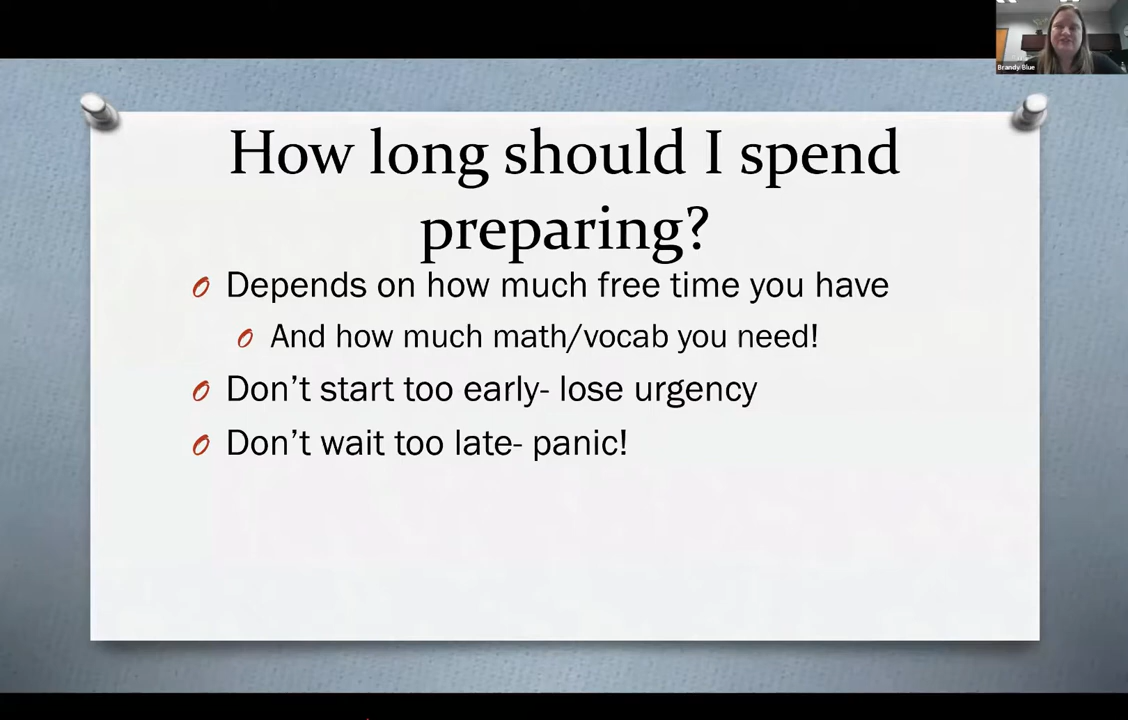 Brandy Blue
How long should I spend
preparing?
Depends on how much free time you have
And how much math/vocab you need!
Don't start too early- lose urgency
Don't wait too late- panic!